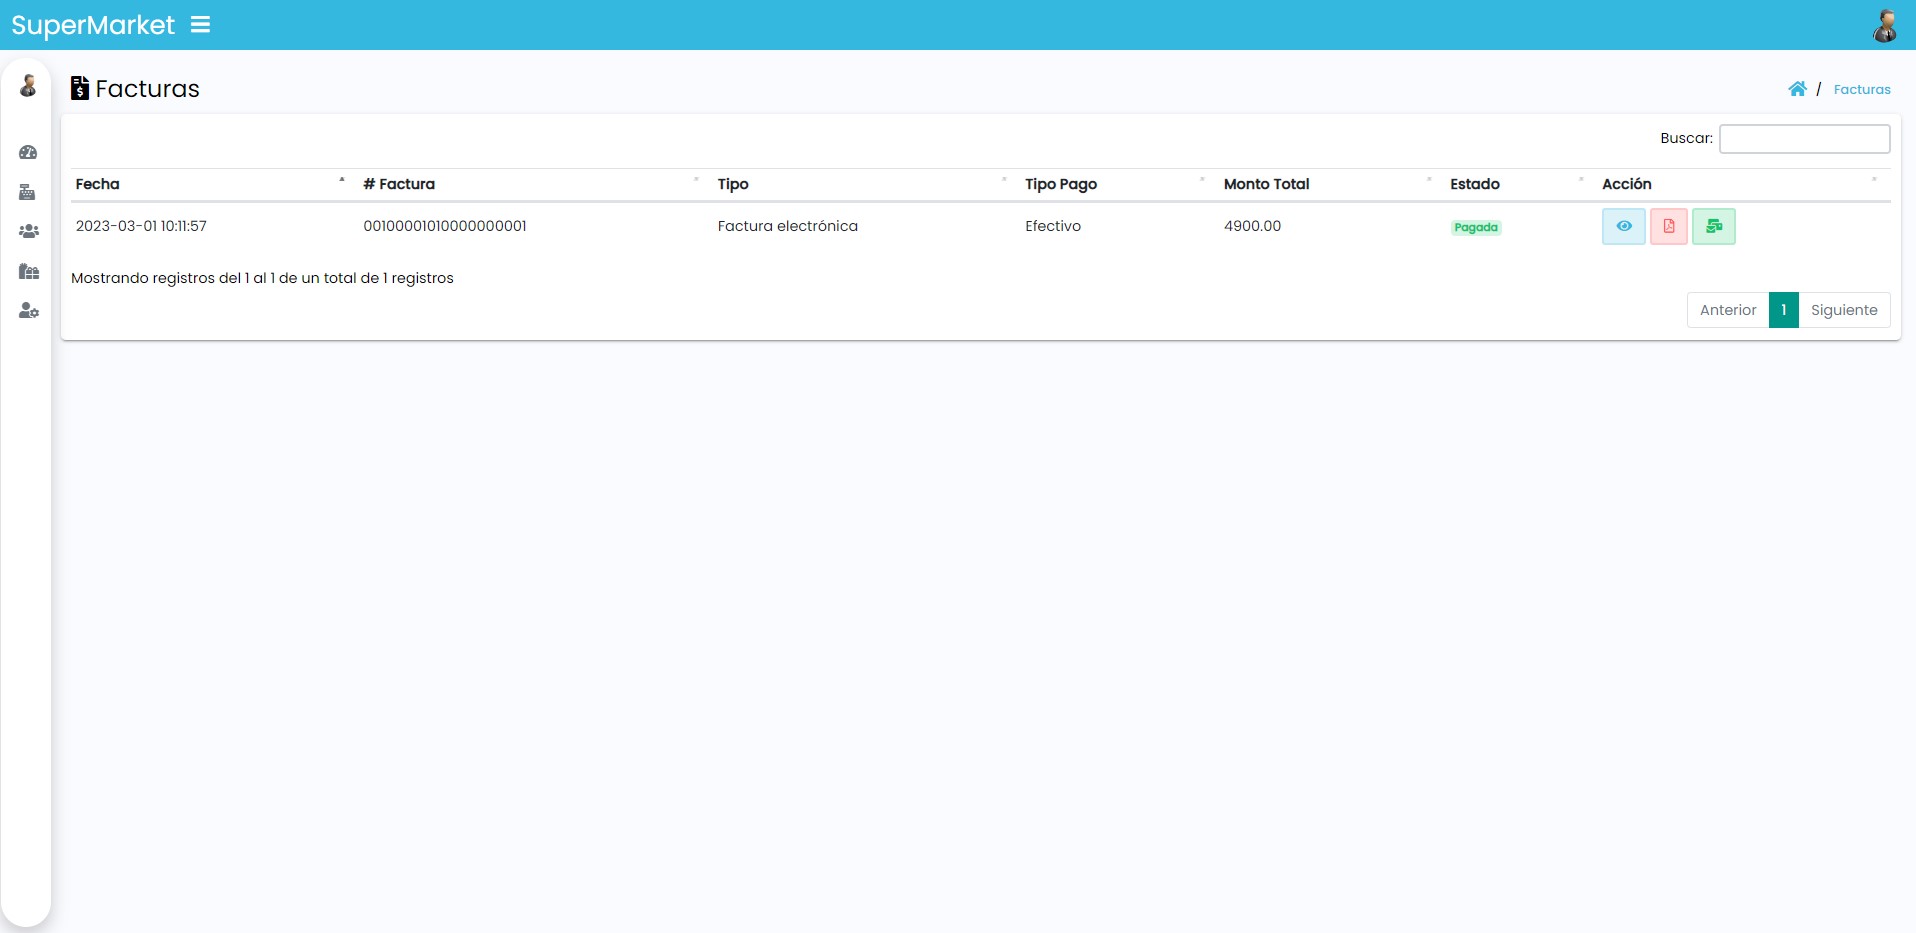 SuperMarket
Facturas
/ Facturas
Buscar:
Fecha # Factura Tipo Tipo Pago Monto Total Estado Acción
2023-03-01 10:11:57 00100001010000000001 Factura electrónica Efectivo 4900.00 Pagada
Mostrando registros del 1 al 1 de un total de 1 registros
Anterior 1 Siguiente